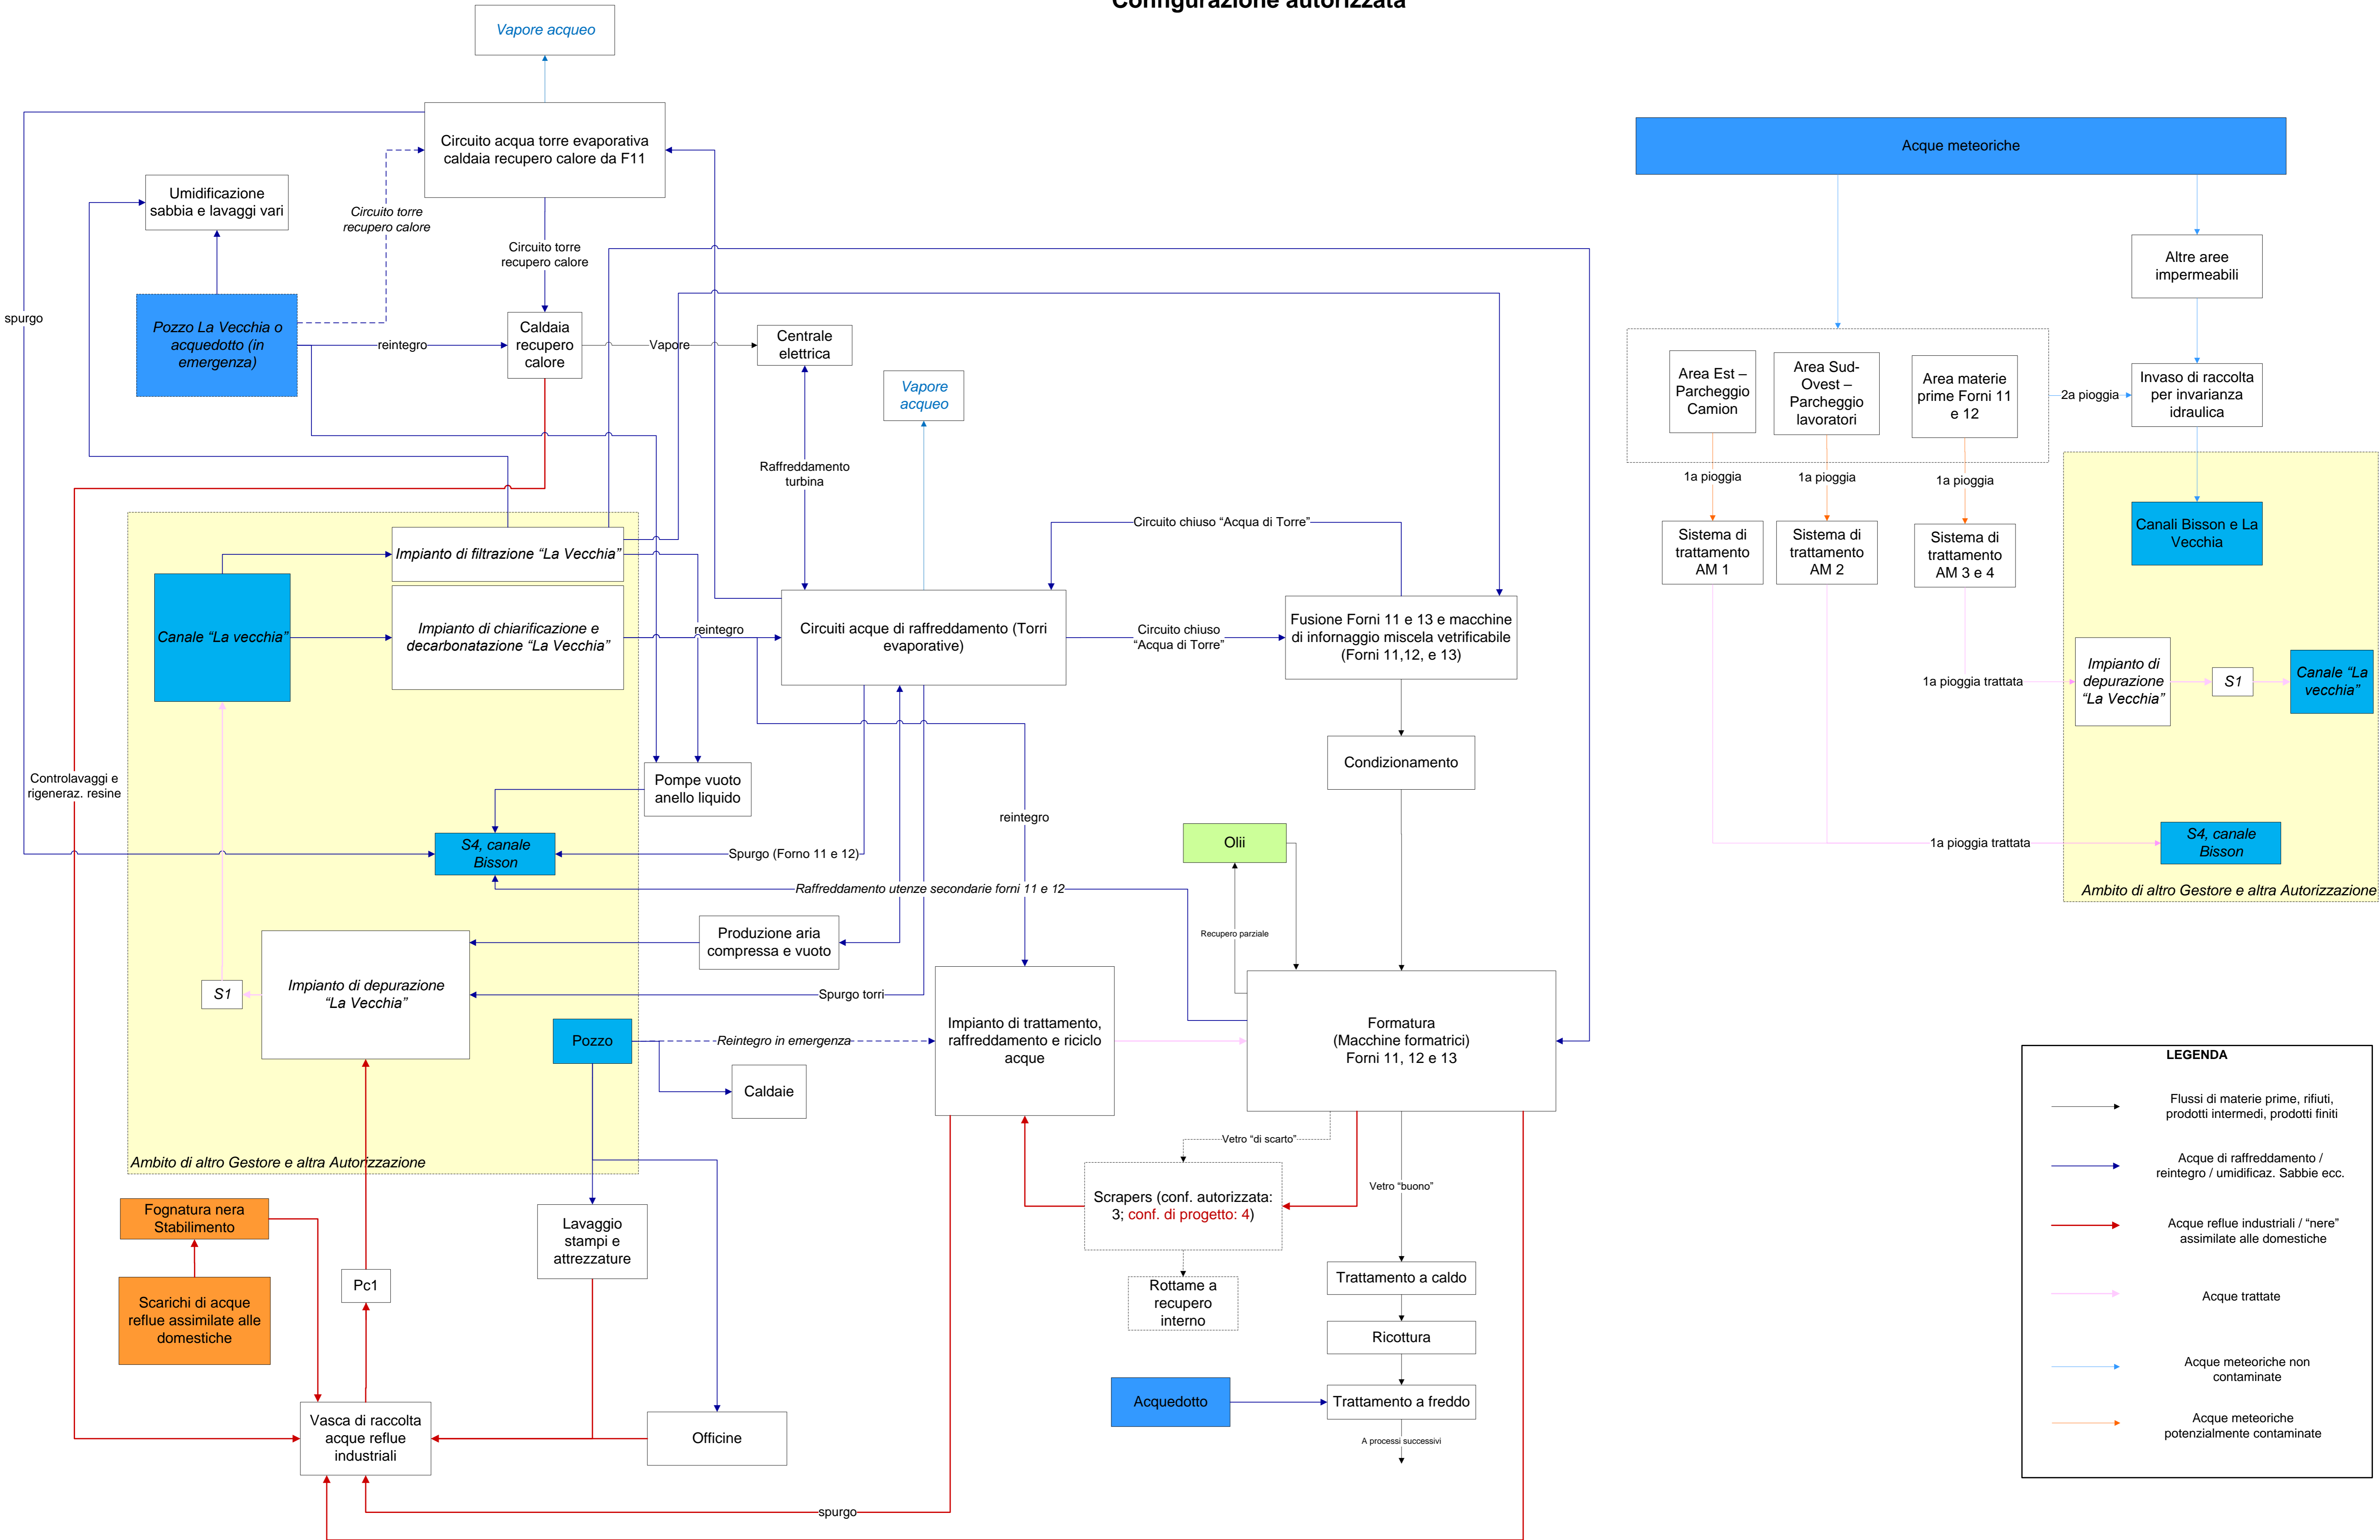 Configurazione autorizzata
Vapore acqueo
Circuito acqua torre evaporativa
caldaia recupero calore da F11
Umidificazione
sabbia e lavaggi vari
Circuito torre
recupero calore
Circuito torre
recupero calore
spurgo
Pozzo La Vecchia o
acquedotto (in
emergenza)
reintegro
Caldaia
recupero
calore
Vapore
Centrale
elettrica
Vapore
acqueo
Raffreddamento
turbina
Circuito chiuso “Acqua di Torre”
Impianto di filtrazione “La Vecchia”
Canale “La vecchia”
Impianto di chiarificazione e
decarbonatazione “La Vecchia”
reintegro
Circuiti acque di raffreddamento (Torri
evaporative)
Circuito chiuso
“Acqua di Torre”
Fusione Forni 11 e 13 e macchine
di infornaggio miscela vetrificabile
(Forni 11,12, e 13)
Condizionamento
Controlavaggi e
rigeneraz. resine
Pompe vuoto
anello liquido
reintegro
S4, canale
Bisson
Spurgo (Forno 11 e 12)
Olii
Raffreddamento utenze secondarie forni 11 e 12
Recupero parziale
Produzione aria
compressa e vuoto
S1
Impianto di depurazione
“La Vecchia”
Spurgo torri
Pozzo
Reintegro in emergenza
Impianto di trattamento,
raffreddamento e riciclo
acque
Formatura
(Macchine formatrici)
Forni 11, 12 e 13
Caldaie
Ambito di altro Gestore e altra Autorizzazione
Vetro “di scarto”
Vetro “buono”
Scrapers (conf. autorizzata:
3; conf. di progetto: 4)
Fognatura nera
Stabilimento
Lavaggio
stampi e
attrezzature
Pc1
Scarichi di acque
reflue assimilate alle
domestiche
Rottame a
recupero
interno
Trattamento a caldo
Ricottura
Acquedotto
Trattamento a freddo
A processi successivi
Vasca di raccolta
acque reflue
industriali
Officine
spurgo
Acque meteoriche
Altre aree
impermeabili
Area Est –
Parcheggio
Camion
Area Sud-
Ovest –
Parcheggio
lavoratori
Area materie
prime Forni 11
e 12
2a pioggia
Invaso di raccolta
per invarianza
idraulica
1a pioggia
1a pioggia
1a pioggia
Sistema di
trattamento
AM 1
Sistema di
trattamento
AM 2
Sistema di
trattamento
AM 3 e 4
Canali Bisson e La
Vecchia
1a pioggia trattata
Impianto di
depurazione
“La Vecchia”
S1
Canale “La
vecchia”
1a pioggia trattata
S4, canale
Bisson
Ambito di altro Gestore e altra Autorizzazione
LEGENDA
Flussi di materie prime, rifiuti,
prodotti intermedi, prodotti finiti
Acque di raffreddamento /
reintegro / umidificaz. Sabbie ecc.
Acque reflue industriali / “nere”
assimilate alle domestiche
Acque trattate
Acque meteoriche non
contaminate
Acque meteoriche
potenzialmente contaminate